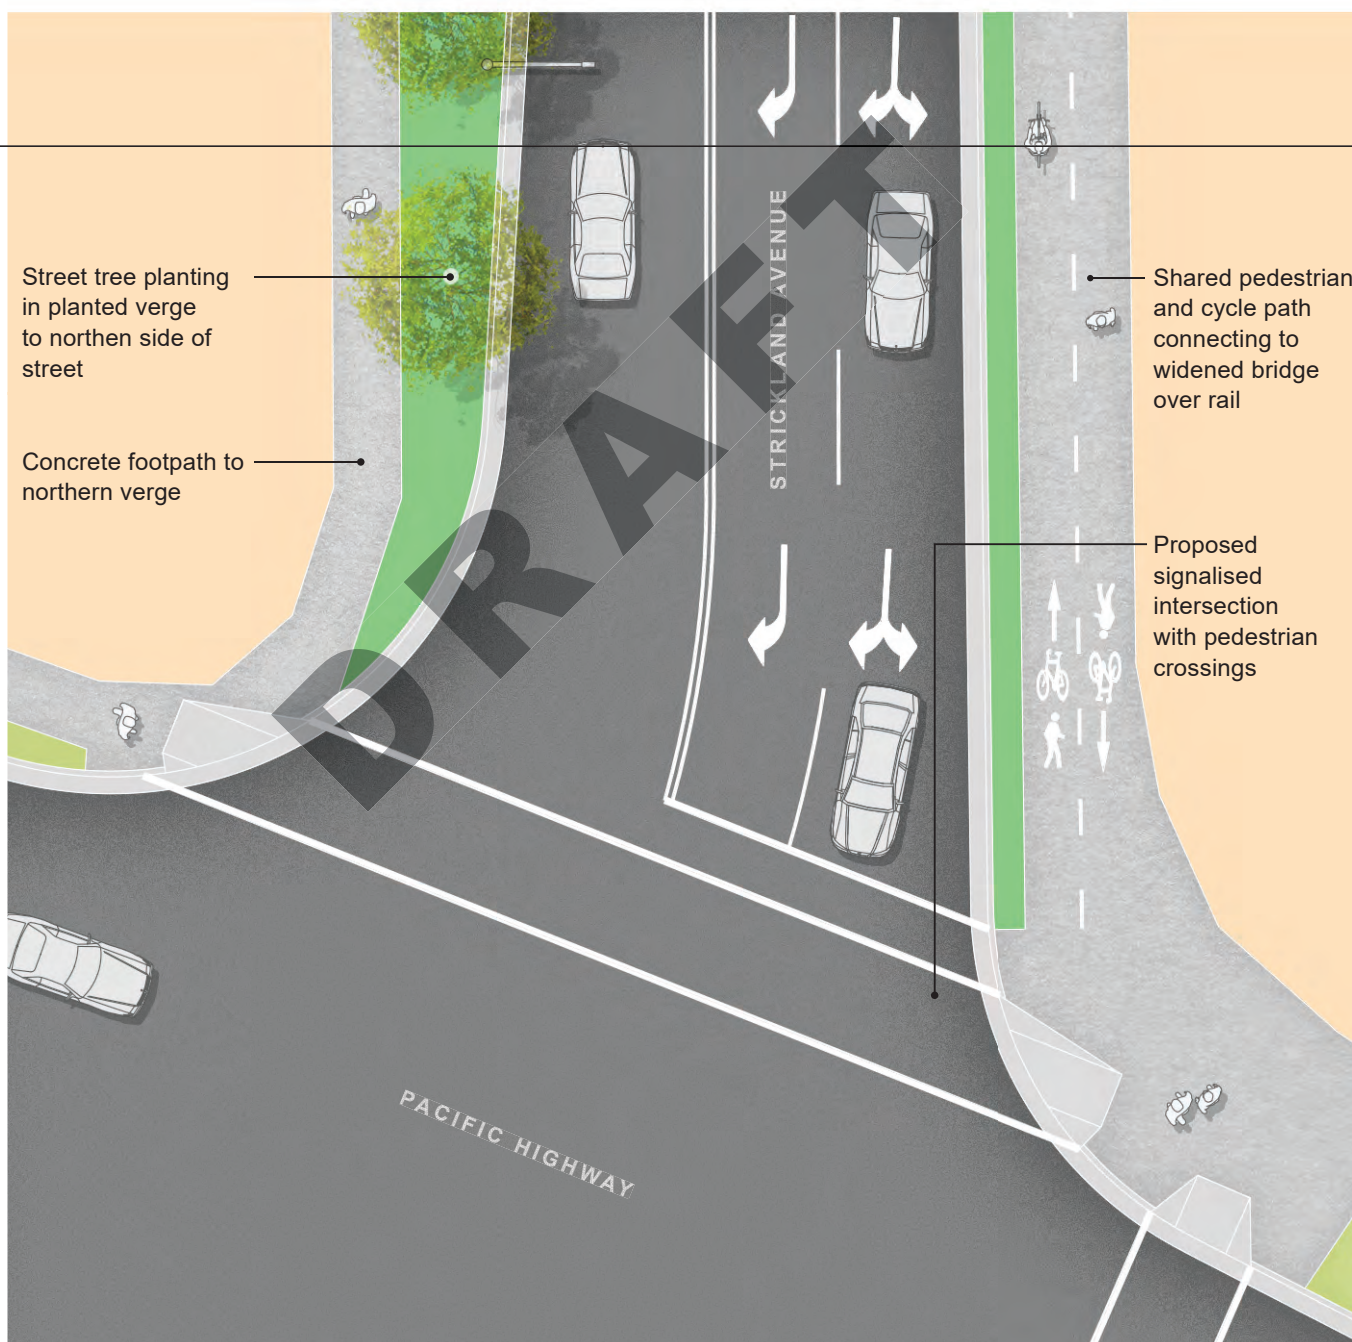 Street tree planting
in planted verge
to northen side of
street
Concrete footpath to
northern verge
STRICKLAND AVENUE
Shared pedestrian
and cycle path
connecting to
widened bridge
over rail
Proposed
signalised
intersection
with pedestrian
crossings
DRAFT
PACIFIC HIGHWAY